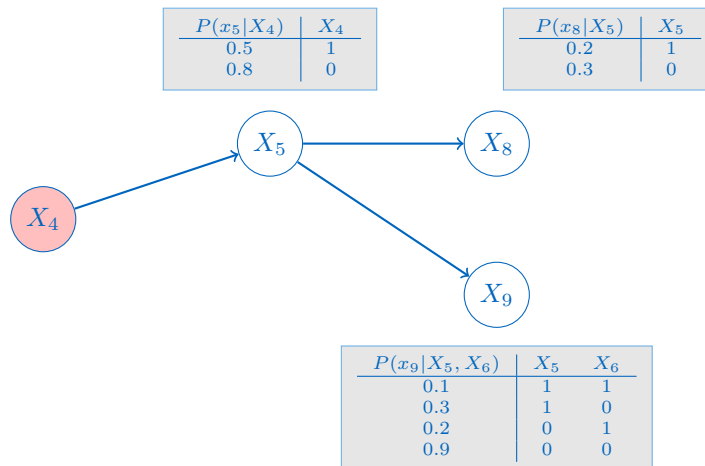 P(x₅|X₄) X₄
0.5 1
0.8 0
P(x₈|X₅) X₅
0.2 1
0.3 0
X₅
X₈
X₄
X₉
P(x₉|X₅, X₆) X₅ X₆
0.1 1 1
0.3 1 0
0.2 0 1
0.9 0 0